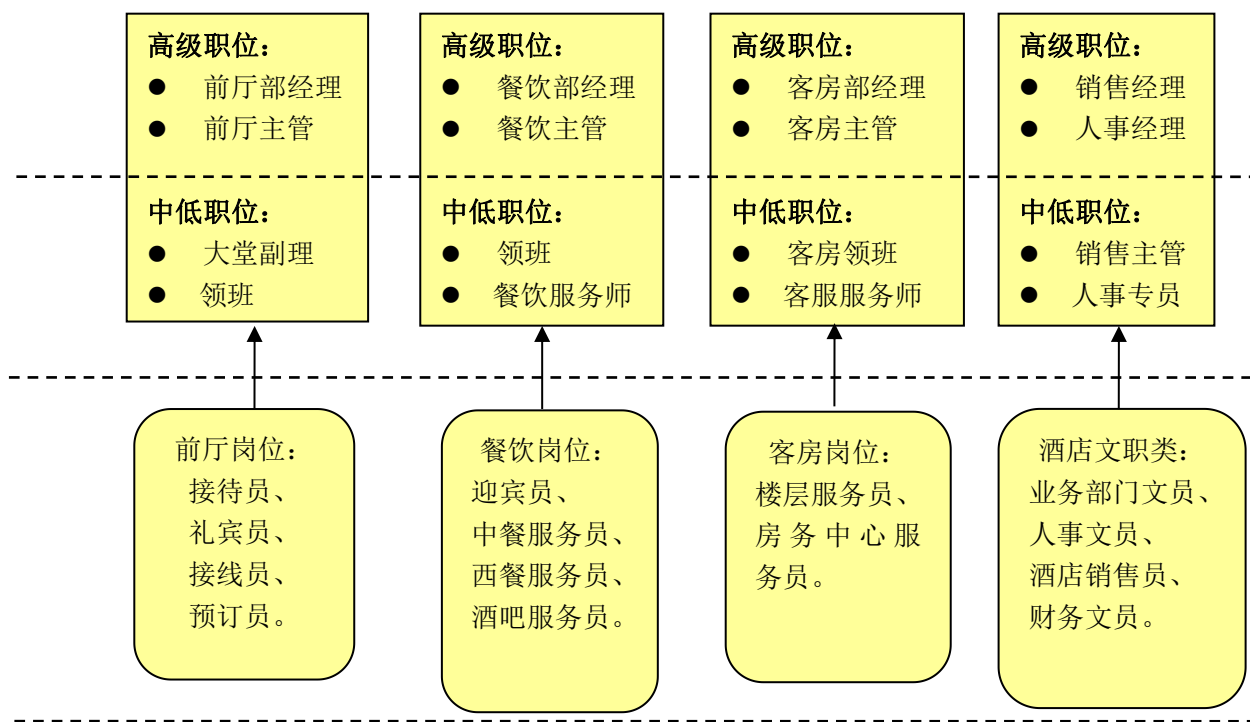 高级职位：
● 前厅部经理
● 前厅主管
中低职位：
● 大堂副理
● 领班
高级职位：
● 餐饮部经理
● 餐饮主管
中低职位：
● 领班
● 餐饮服务师
高级职位：
● 客房部经理
● 客房主管
中低职位：
● 客房领班
● 客服服务师
高级职位：
● 销售经理
● 人事经理
中低职位：
● 销售主管
● 人事专员
前厅岗位：
接待员、
礼宾员、
接线员、
预订员。
餐饮岗位：
迎宾员、
中餐服务员、
西餐服务员、
酒吧服务员。
客房岗位：
楼层服务员、
房务中心服
务员。
酒店文职类：
业务部门文员、
人事文员、
酒店销售员、
财务文员。